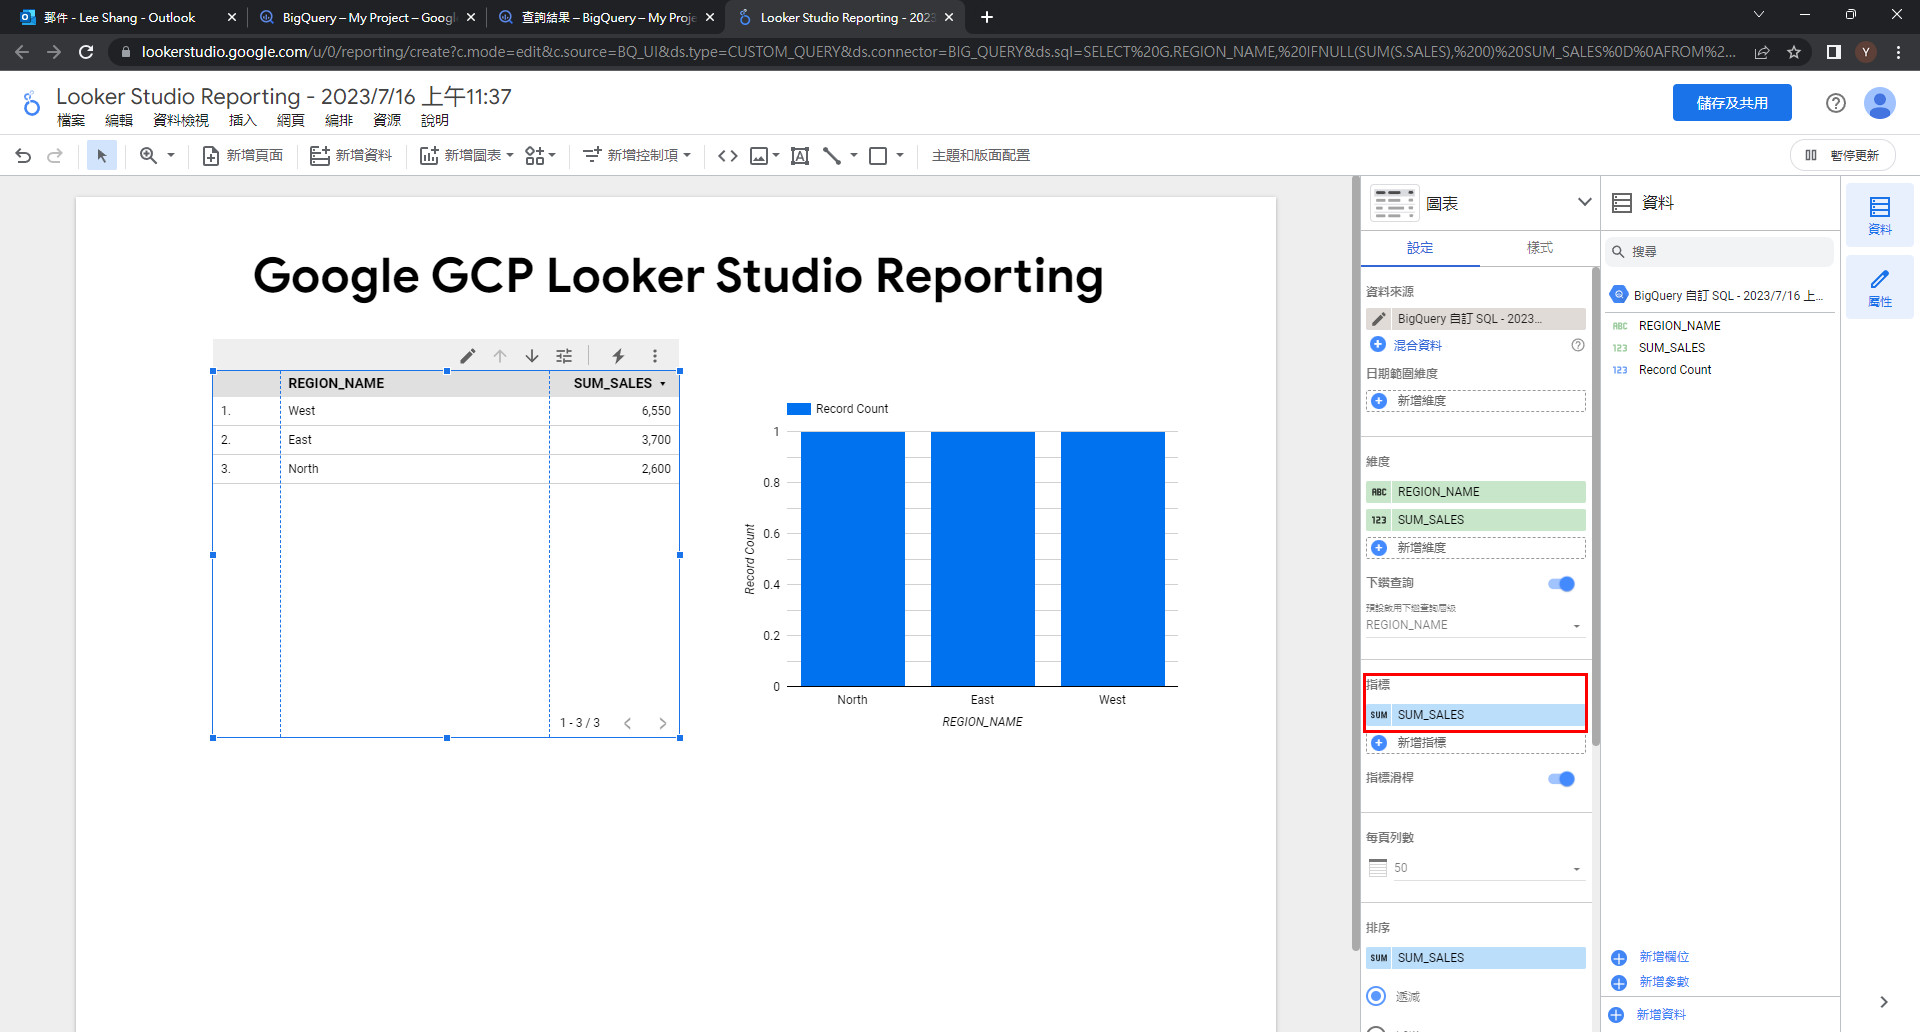 郵件 - Lee Shang - Outlook
BigQuery – My Project – Google
查詢結果 – BigQuery – My Proje
Looker Studio Reporting - 2023
lookerstudio.google.com/u/0/reporting/create?c.mode=edit&c.source=BQ_UI&ds.type=CUSTOM_QUERY&ds.connector=BIG_QUERY&ds.sql=SELECT%20G.REGION_NAME,%20IFNULL(SUM(S.SALES),%200)%20SUM_SALES%0D%0AFROM%2...
Y
Looker Studio Reporting - 2023/7/16 上午11:37
檔案 編輯 資料檢視 插入 網頁 編排 資源 說明
儲存及共用
新增頁面 新增資料 新增圖表 新增控制項 主題和版面配置 暫停更新
Google GCP Looker Studio Reporting
REGION_NAME SUM_SALES
1. West 6,550
2. East 3,700
3. North 2,600
1 - 3 / 3
Record Count
1
0.8
0.6
0.4
0.2
0
Record Count
North East West
REGION_NAME
圖表
設定 樣式
資料來源
BigQuery 自訂 SQL - 2023...
混合資料
日期範圍維度
新增維度
維度
ABC REGION_NAME
123 SUM_SALES
新增維度
下鑽查詢
預設啟用下鑽查詢層級
REGION_NAME
指標
SUM SUM_SALES
新增指標
指標滑桿
每頁列數
50
排序
SUM SUM_SALES
遞減
資料
搜尋
BigQuery 自訂 SQL - 2023/7/16 上...
ABC REGION_NAME
123 SUM_SALES
123 Record Count
新增欄位
新增參數
新增資料
資料
屬性